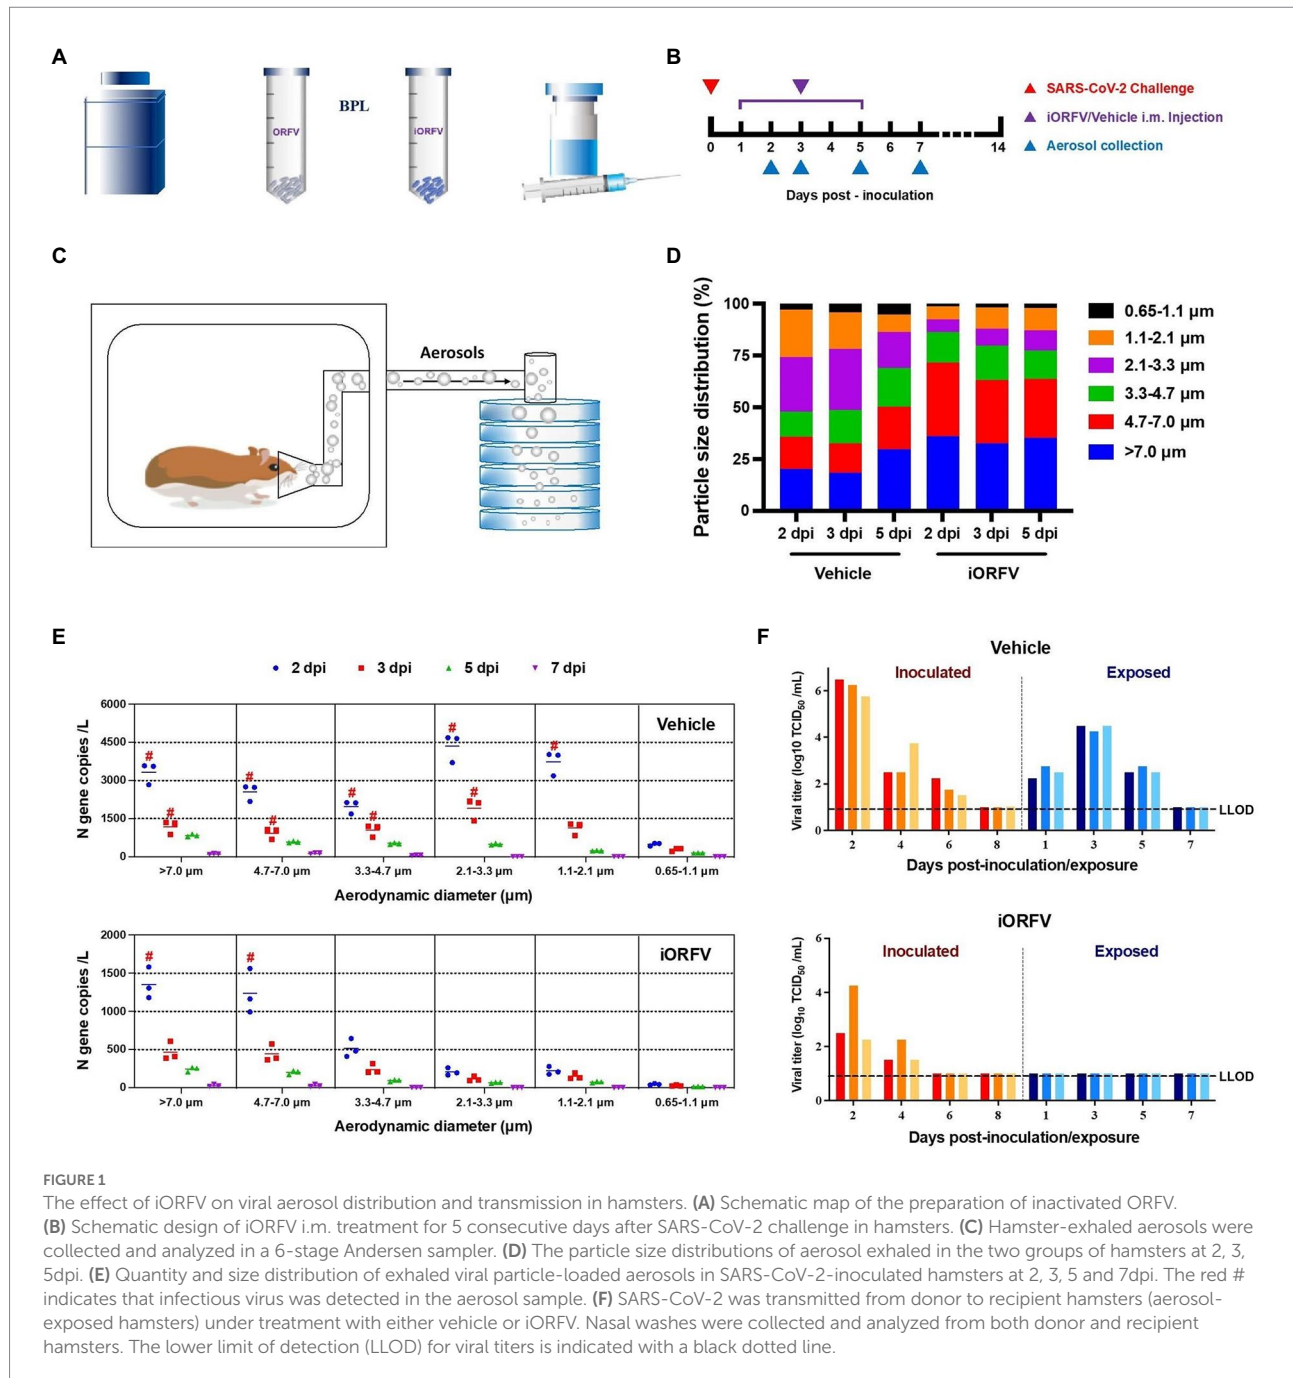 A
BPL
ORFV
iORFV
B
0 1 2 3 4 5 6 7 14
Days post - inoculation
SARS-CoV-2 Challenge
iORFV/Vehicle i.m. Injection
Aerosol collection
C
Aerosols
D
Particle size distribution (%)
100
75
50
25
0
2 dpi 3 dpi 5 dpi 2 dpi 3 dpi 5 dpi
Vehicle iORFV
0.65-1.1 µm
1.1-2.1 µm
2.1-3.3 µm
3.3-4.7 µm
4.7-7.0 µm
>7.0 µm
E
2 dpi 3 dpi 5 dpi 7 dpi
N gene copies /L
6000
4500
3000
1500
0
Vehicle
# # # # # # # #
>7.0 µm 4.7-7.0 µm 3.3-4.7 µm 2.1-3.3 µm 1.1-2.1 µm 0.65-1.1 µm
Aerodynamic diameter (µm)
N gene copies /L
2000
1500
1000
500
0
iORFV
# #
>7.0 µm 4.7-7.0 µm 3.3-4.7 µm 2.1-3.3 µm 1.1-2.1 µm 0.65-1.1 µm
Aerodynamic diameter (µm)
F
Vehicle
Inoculated Exposed
Viral titer (log10 TCID50 /mL)
6
4
2
0
LLOD
2 4 6 8 1 3 5 7
Days post-inoculation/exposure
iORFV
Inoculated Exposed
Viral titer (log10 TCID50 /mL)
6
4
2
0
LLOD
2 4 6 8 1 3 5 7
Days post-inoculation/exposure
FIGURE 1
The effect of iORFV on viral aerosol distribution and transmission in hamsters. (A) Schematic map of the preparation of inactivated ORFV.
(B) Schematic design of iORFV i.m. treatment for 5 consecutive days after SARS-CoV-2 challenge in hamsters. (C) Hamster-exhaled aerosols were
collected and analyzed in a 6-stage Andersen sampler. (D) The particle size distributions of aerosol exhaled in the two groups of hamsters at 2, 3,
5dpi. (E) Quantity and size distribution of exhaled viral particle-loaded aerosols in SARS-CoV-2-inoculated hamsters at 2, 3, 5 and 7dpi. The red #
indicates that infectious virus was detected in the aerosol sample. (F) SARS-CoV-2 was transmitted from donor to recipient hamsters (aerosol-
exposed hamsters) under treatment with either vehicle or iORFV. Nasal washes were collected and analyzed from both donor and recipient
hamsters. The lower limit of detection (LLOD) for viral titers is indicated with a black dotted line.